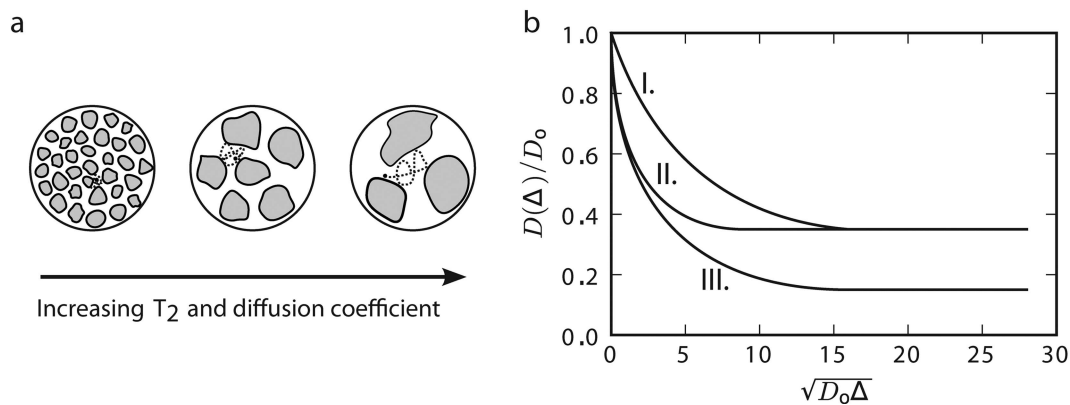 a
Increasing T₂ and diffusion coefficient
b
D(Δ)/Dₒ
1.0
0.8
0.6
0.4
0.2
0.0
I.
II.
III.
0 5 10 15 20 25 30
√DₒΔ